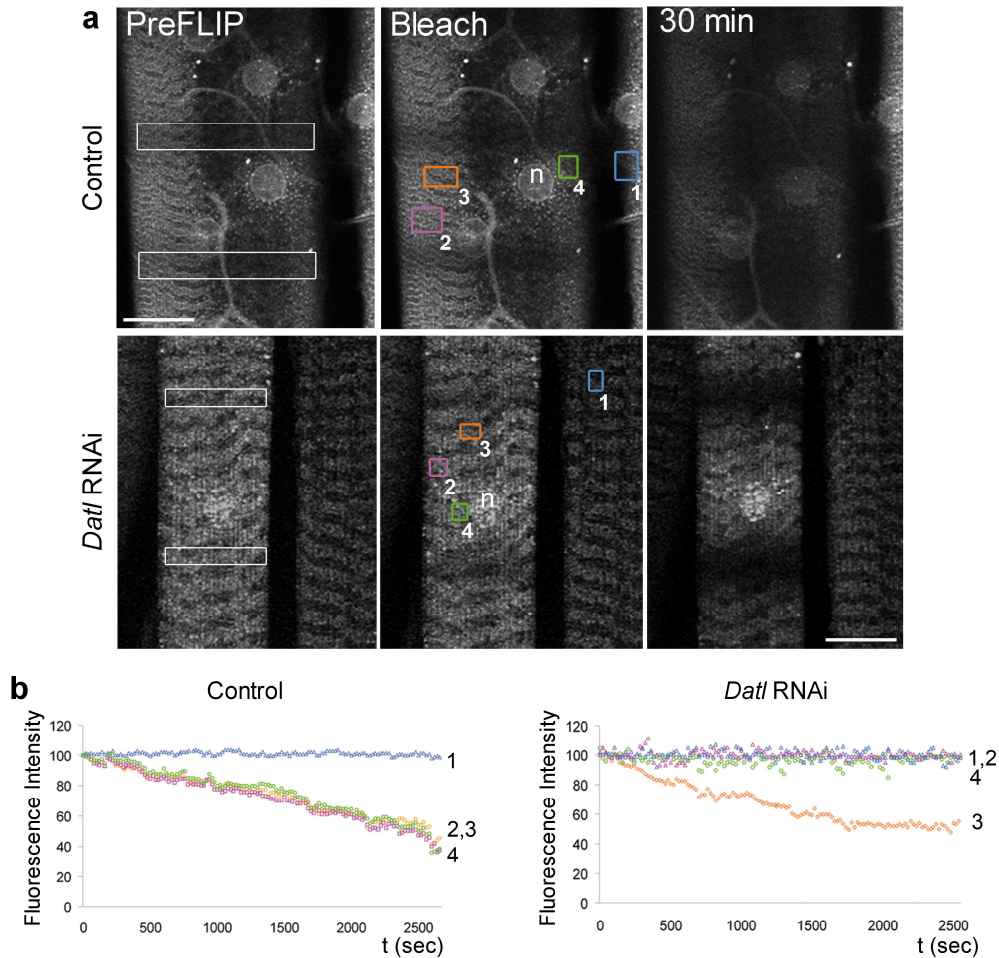 a
PreFLIP
Bleach
30 min
Control
n
4
1
3
2
Datl RNAi
1
3
2
n
4
b
Control
Datl RNAi
Fluorescence Intensity
120
100
80
60
40
20
0
1
2,3
4
0
500
1000
1500
2000
2500
t (sec)
Fluorescence Intensity
120
100
80
60
40
20
0
1,2
4
3
0
500
1000
1500
2000
2500
t (sec)